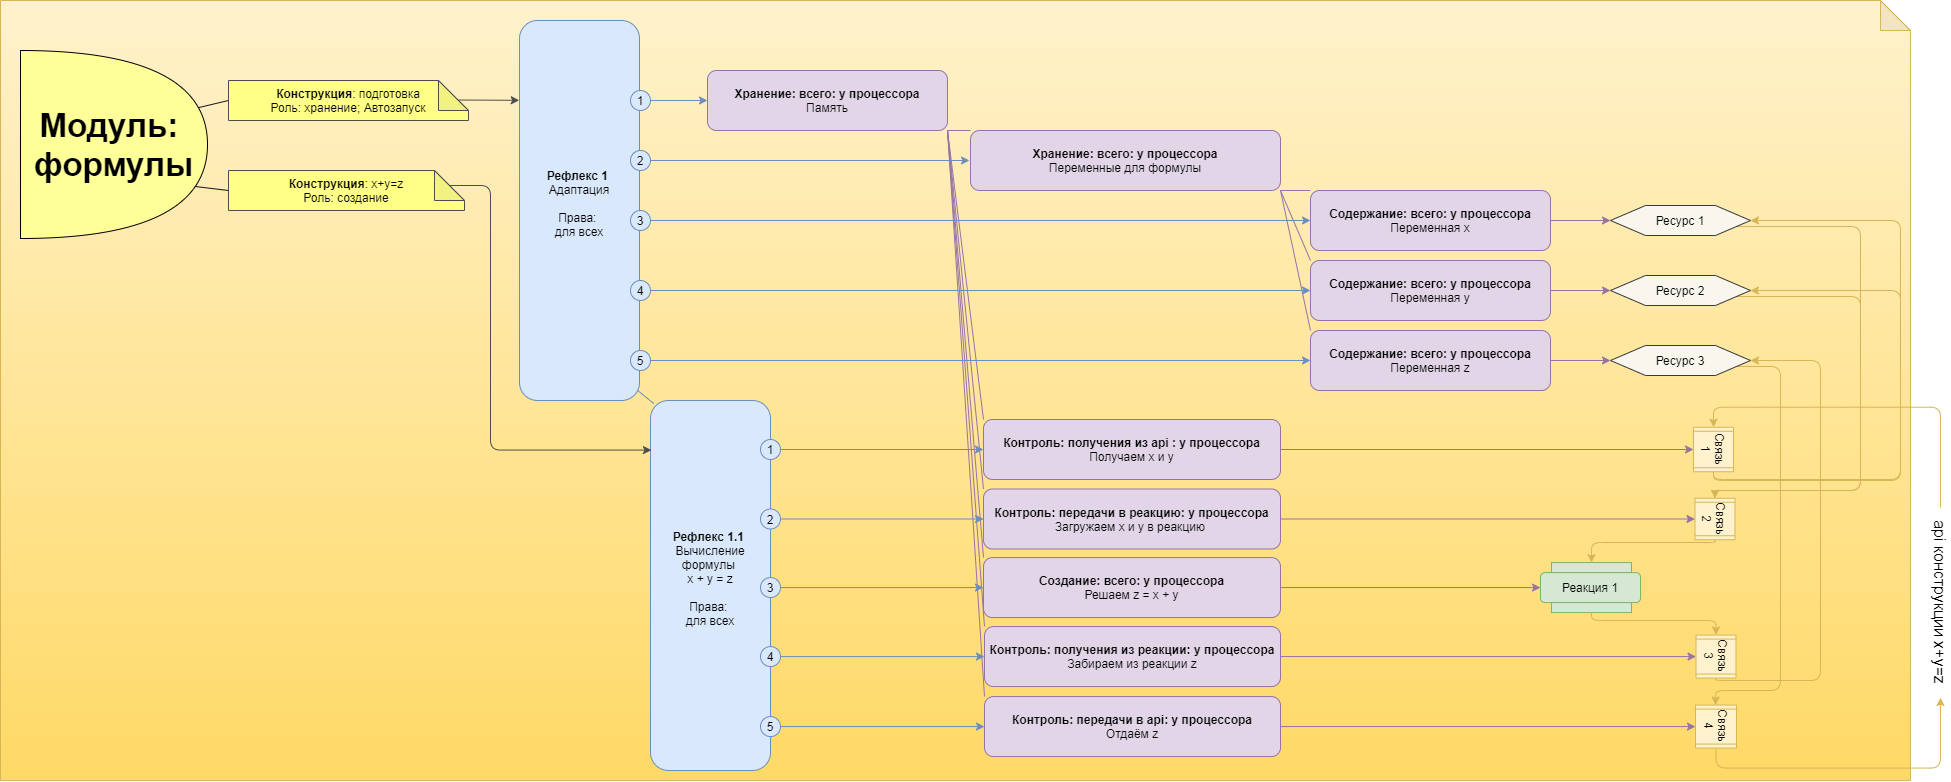 Модуль:
формулы
Конструкция: подготовка
Роль: хранение; Автозапуск
Конструкция: x+y=z
Роль: создание
Рефлекс 1
Адаптация
Права:
для всех
1
2
3
4
5
Хранение: всего: у процессора
Память
Хранение: всего: у процессора
Переменные для формулы
Содержание: всего: у процессора
Переменная x
Ресурс 1
Содержание: всего: у процессора
Переменная y
Ресурс 2
Содержание: всего: у процессора
Переменная z
Ресурс 3
Рефлекс 1.1
Вычисление
формулы
x + y = z
Права:
для всех
1
2
3
4
5
Контроль: получения из api : у процессора
Получаем x и y
Связь
1
Контроль: передачи в реакцию: у процессора
Загружаем x и y в реакцию
Связь
2
Создание: всего: у процессора
Решаем z = x + y
Реакция 1
Контроль: получения из реакции: у процессора
Забираем из реакции z
Связь
3
Контроль: передачи в api: у процессора
Отдаём z
Связь
4
api конструкции x+y=z